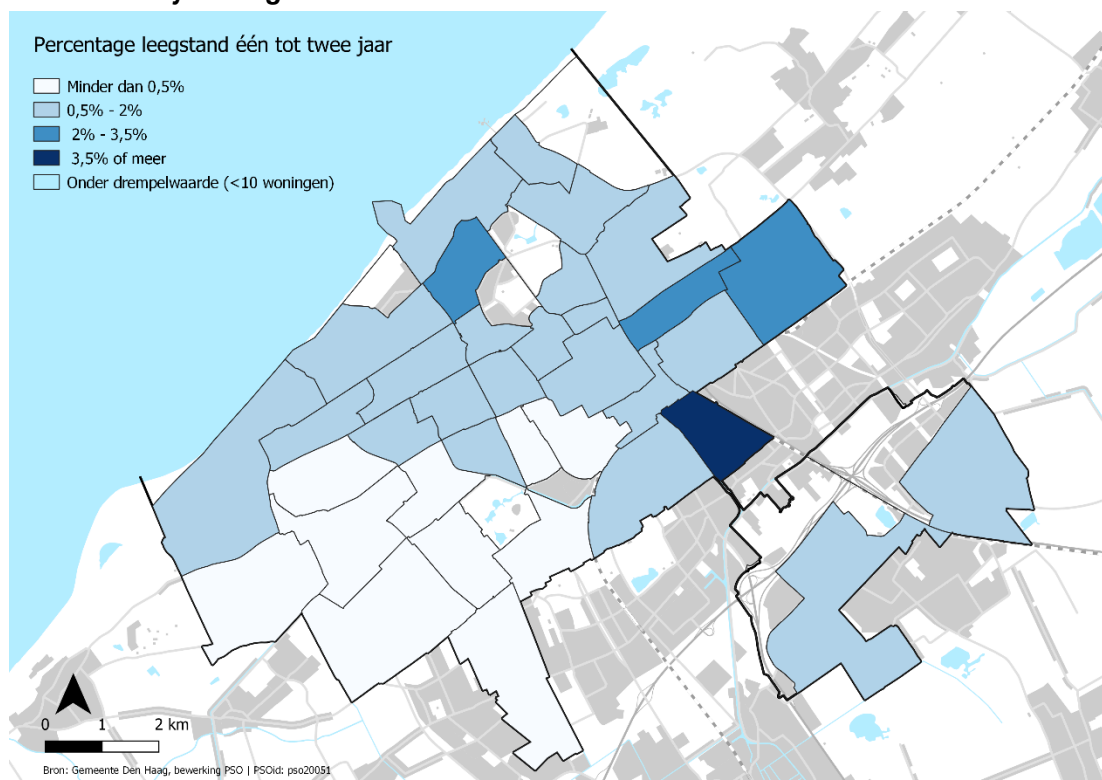 Percentage leegstand één tot twee jaar
Minder dan 0,5%
0,5% - 2%
2% - 3,5%
3,5% of meer
Onder drempelwaarde (<10 woningen)
0 1 2 km
Bron: Gemeente Den Haag, bewerking PSO | PSOid: pso20051